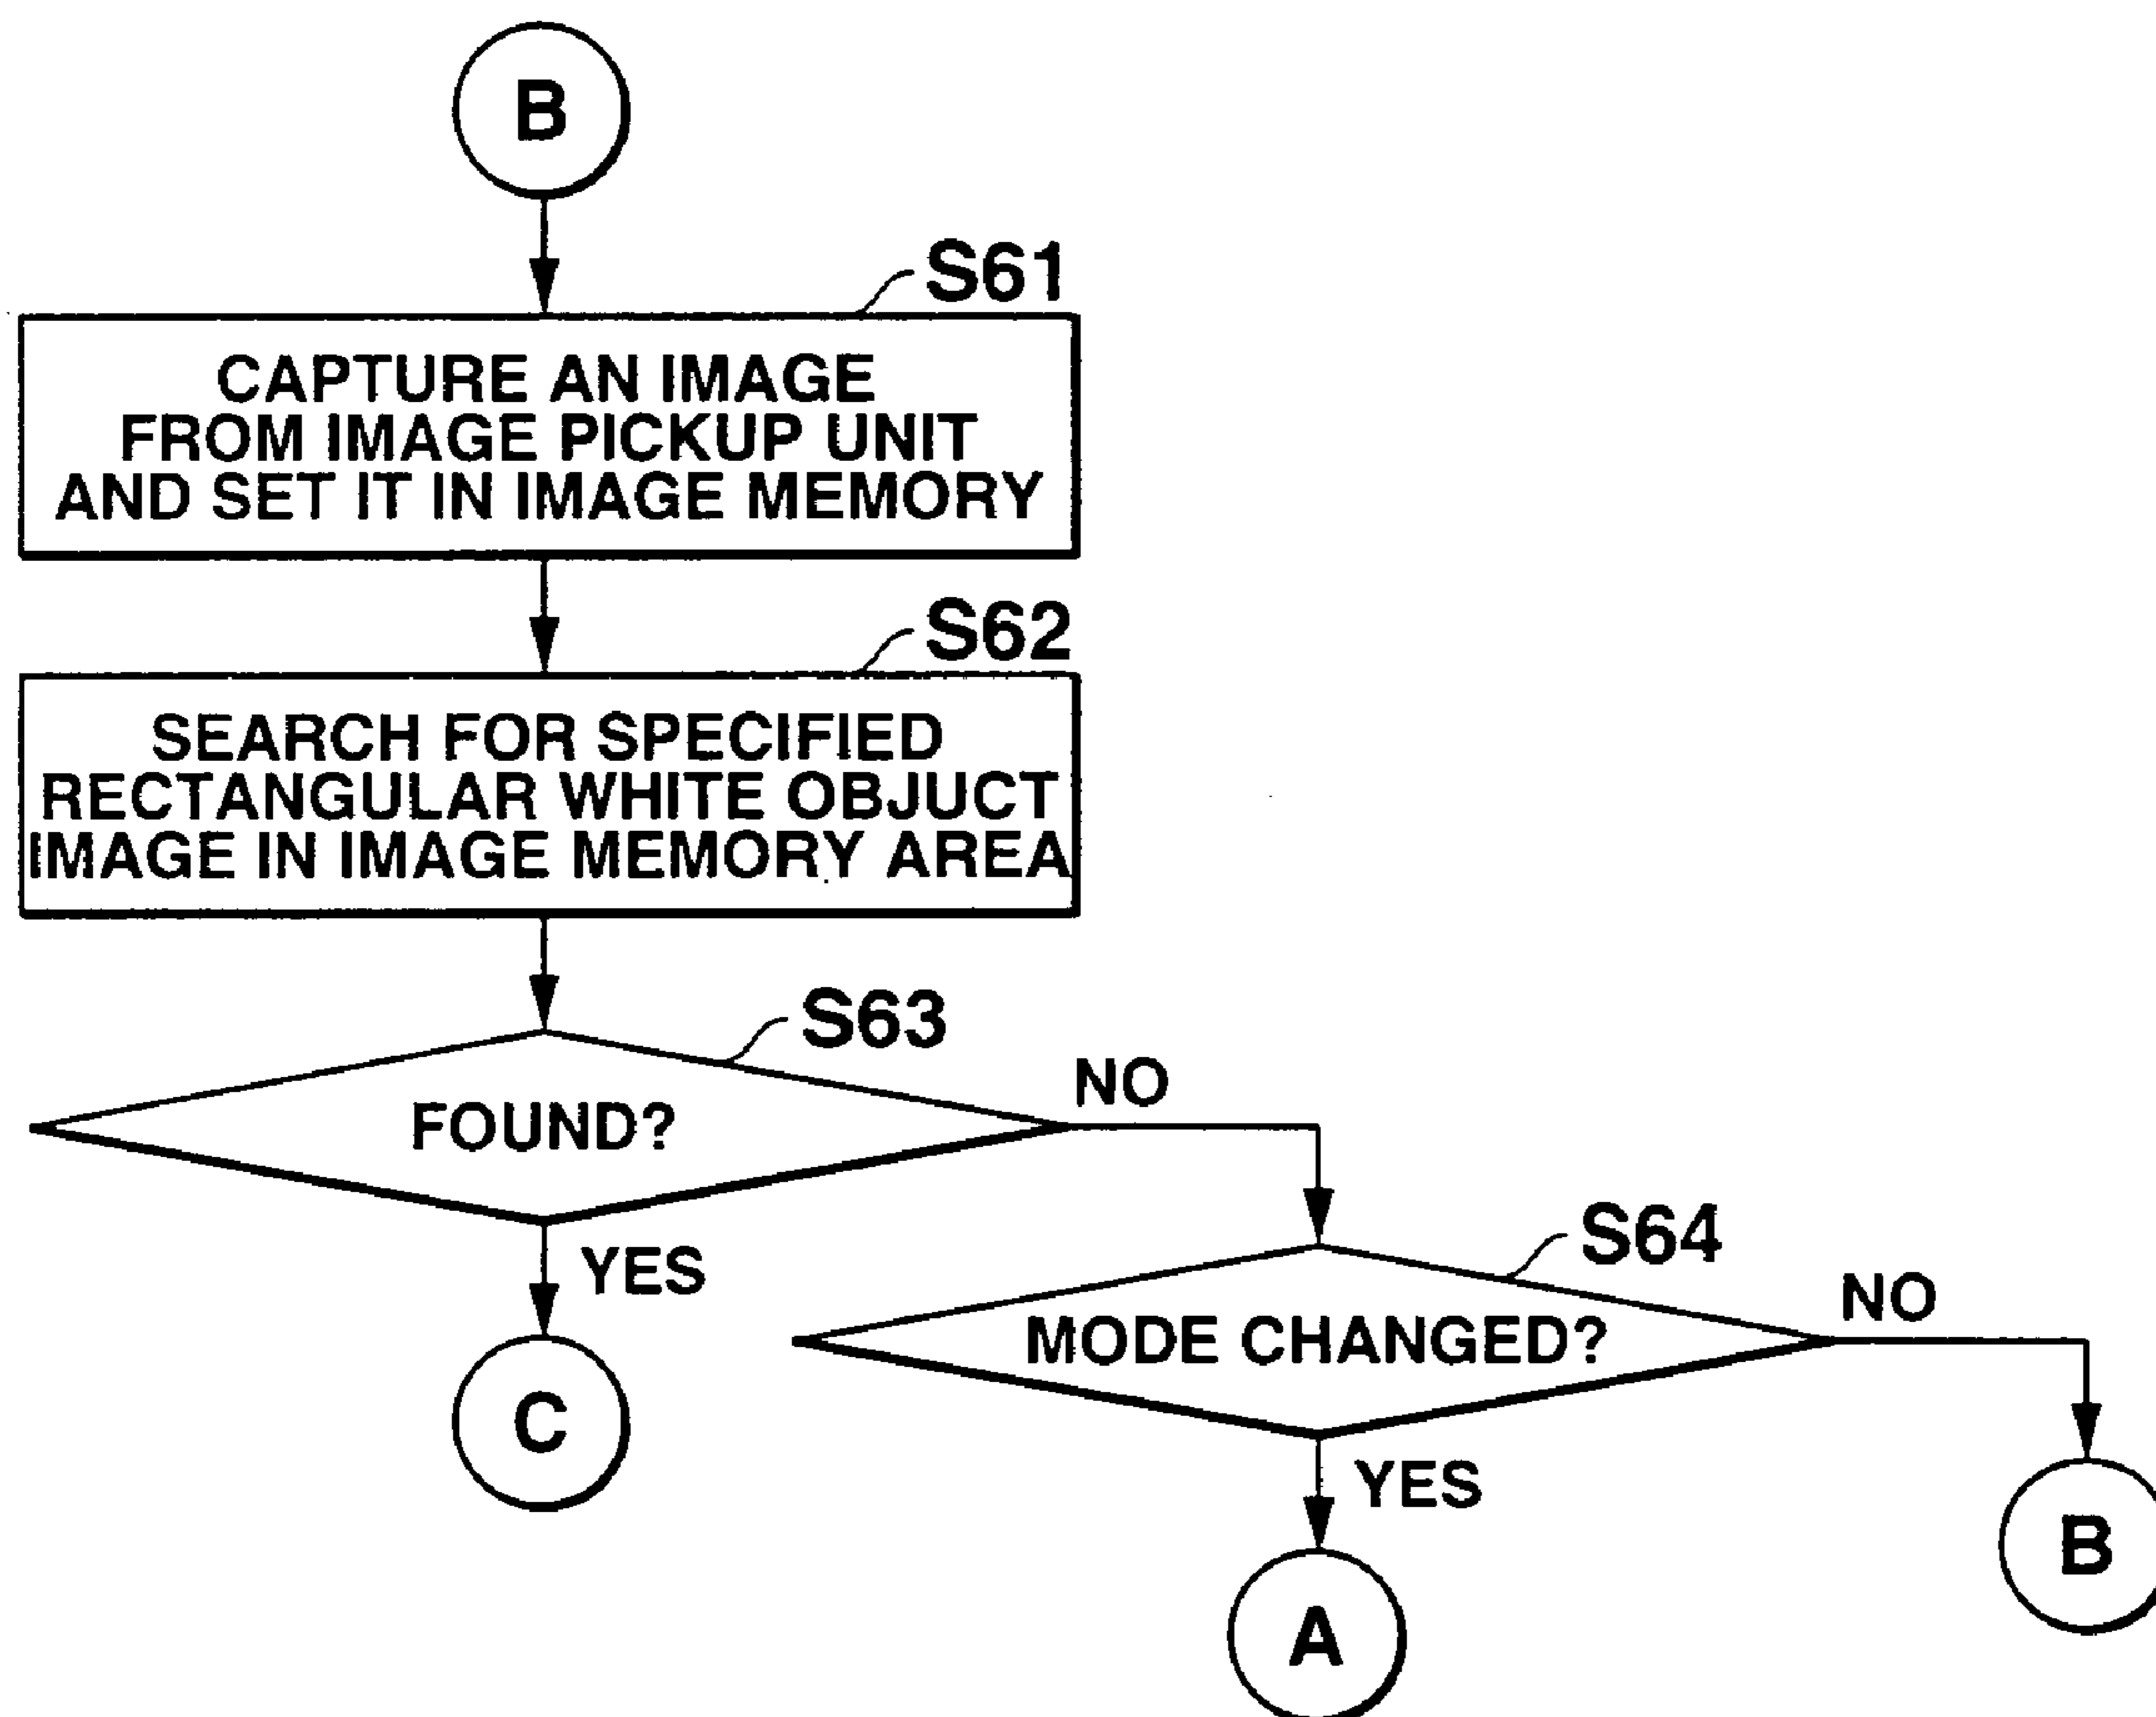 B
S61
CAPTURE AN IMAGE
FROM IMAGE PICKUP UNIT
AND SET IT IN IMAGE MEMORY
S62
SEARCH FOR SPECIFIED
RECTANGULAR WHITE OBJUCT
IMAGE IN IMAGE MEMORY AREA
S63
FOUND?
NO
YES
C
S64
MODE CHANGED?
NO
YES
B
A